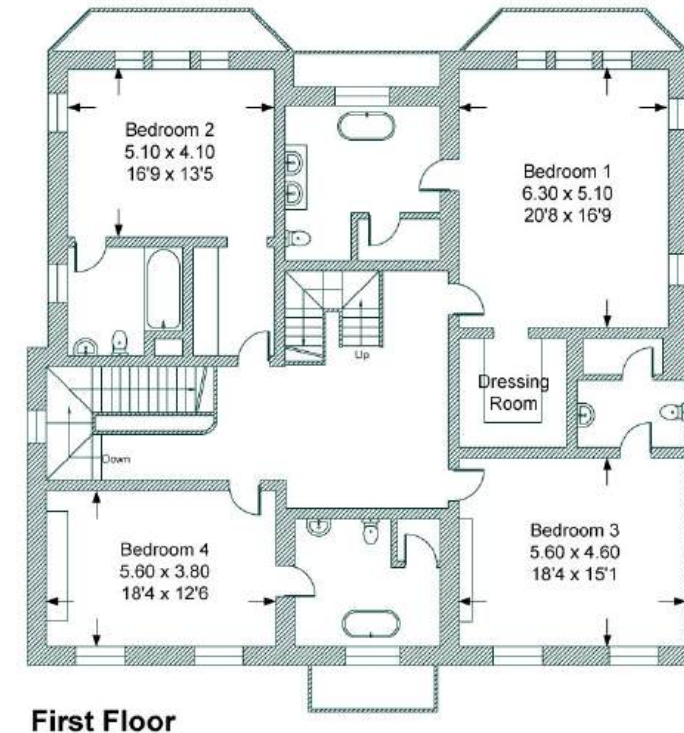 Bedroom 2
5.10 x 4.10
16'9 x 13'5
Bedroom 1
6.30 x 5.10
20'8 x 16'9
Up
Dressing
Room
Down
Bedroom 4
5.60 x 3.80
18'4 x 12'6
Bedroom 3
5.60 x 4.60
18'4 x 15'1
First Floor